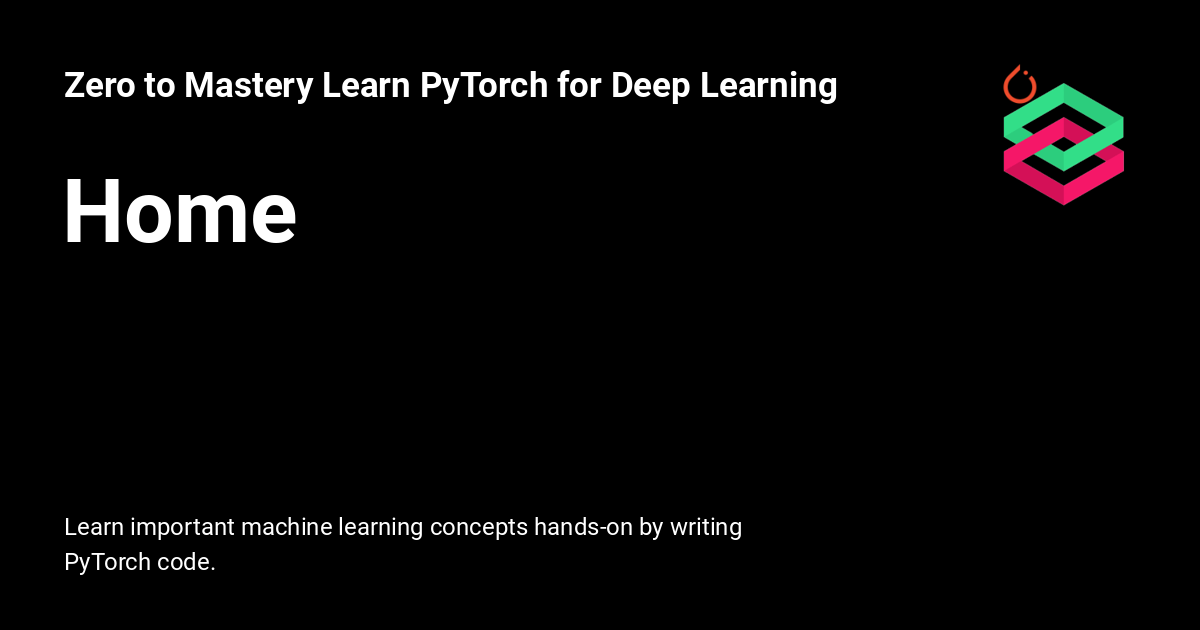 Zero to Mastery Learn PyTorch for Deep Learning
Home
Learn important machine learning concepts hands-on by writing
PyTorch code.